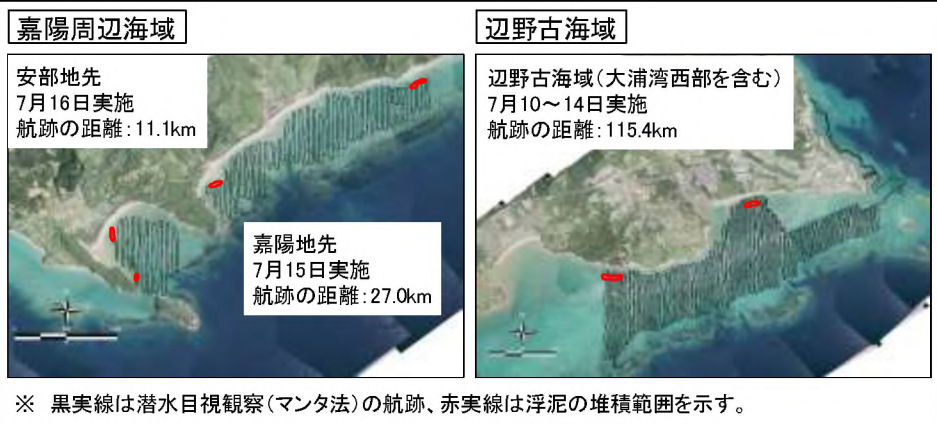 嘉陽周辺海域
安部地先
7月16日実施
航跡の距離：11.1km
嘉陽地先
7月15日実施
航跡の距離：27.0km
辺野古海域
辺野古海域（大浦湾西部を含む）
7月10～14日実施
航跡の距離：115.4km
※ 黒実線は潜水目視観察（マンタ法）の航跡、赤実線は浮泥の堆積範囲を示す。